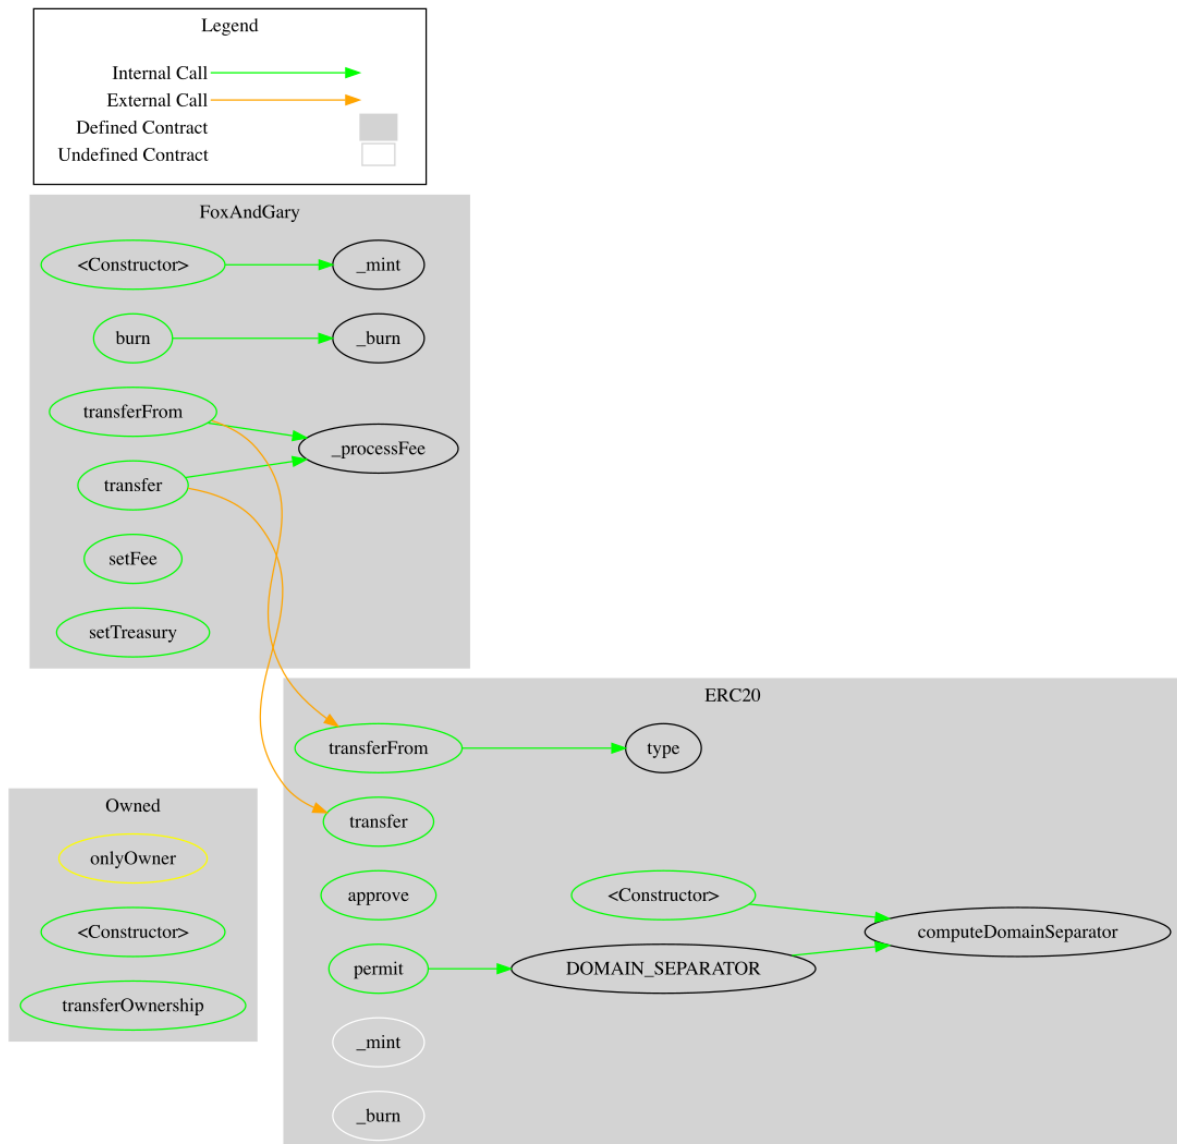 Legend
Internal Call
External Call
Defined Contract
Undefined Contract
FoxAndGary
<Constructor>
_mint
burn
_burn
transferFrom
_processFee
transfer
setFee
setTreasury
ERC20
transferFrom
type
transfer
approve
<Constructor>
computeDomainSeparator
permit
DOMAIN_SEPARATOR
_mint
_burn
Owned
onlyOwner
<Constructor>
transferOwnership